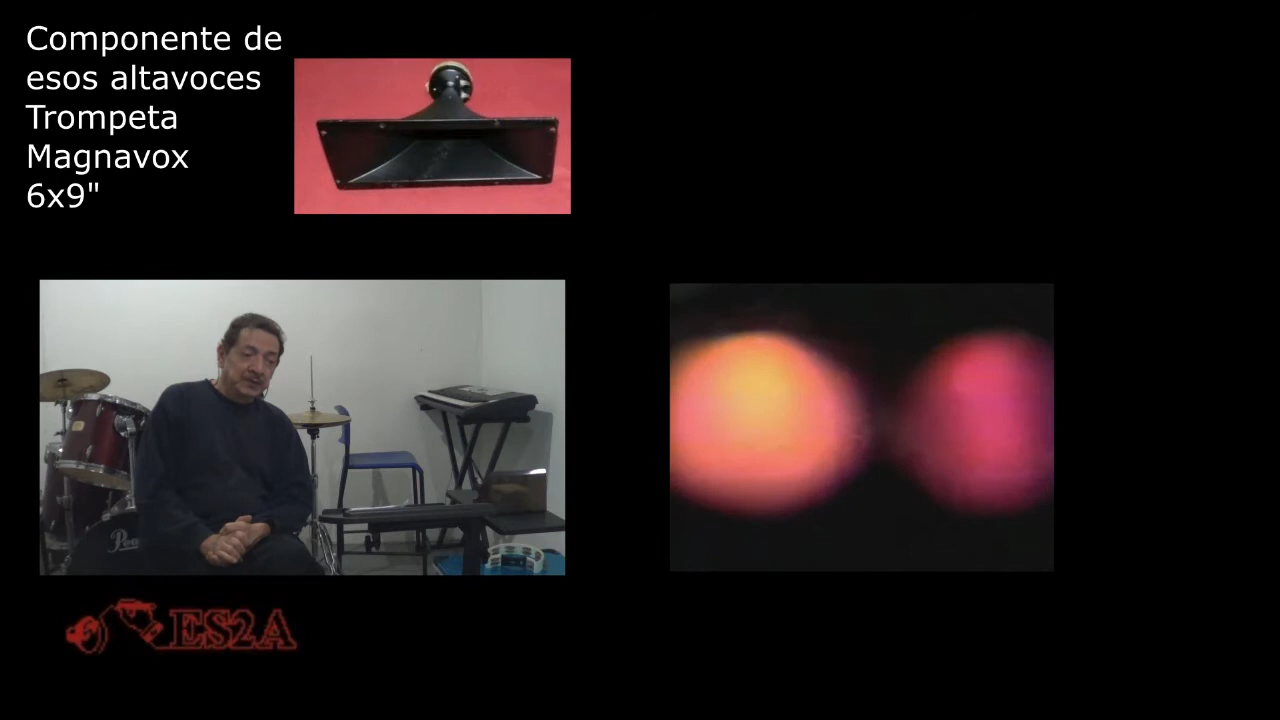 Componente de
esos altavoces
Trompeta
Magnavox
6x9"
ES2A